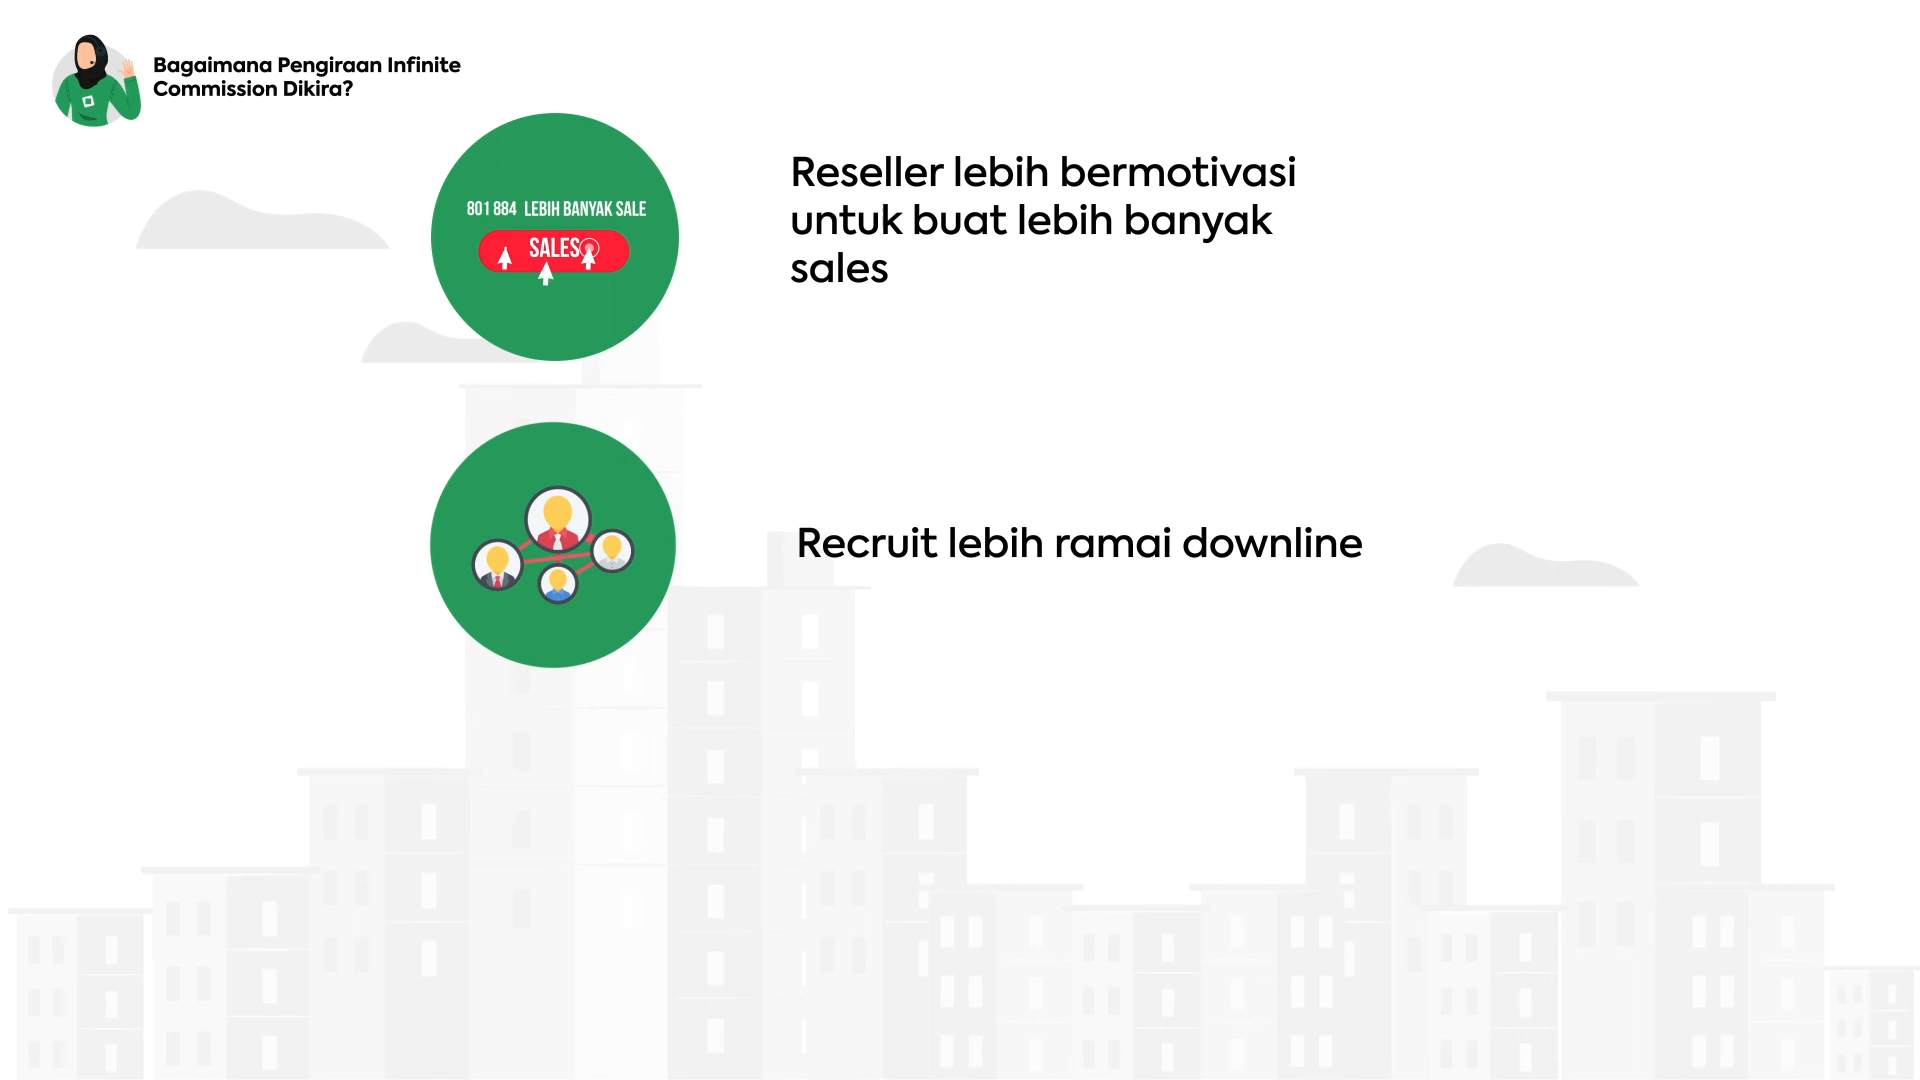 Bagaimana Pengiraan Infinite
Commission Dikira?
801 884 LEBIH BANYAK SALE
SALES
Reseller lebih bermotivasi
untuk buat lebih banyak
sales
Recruit lebih ramai downline